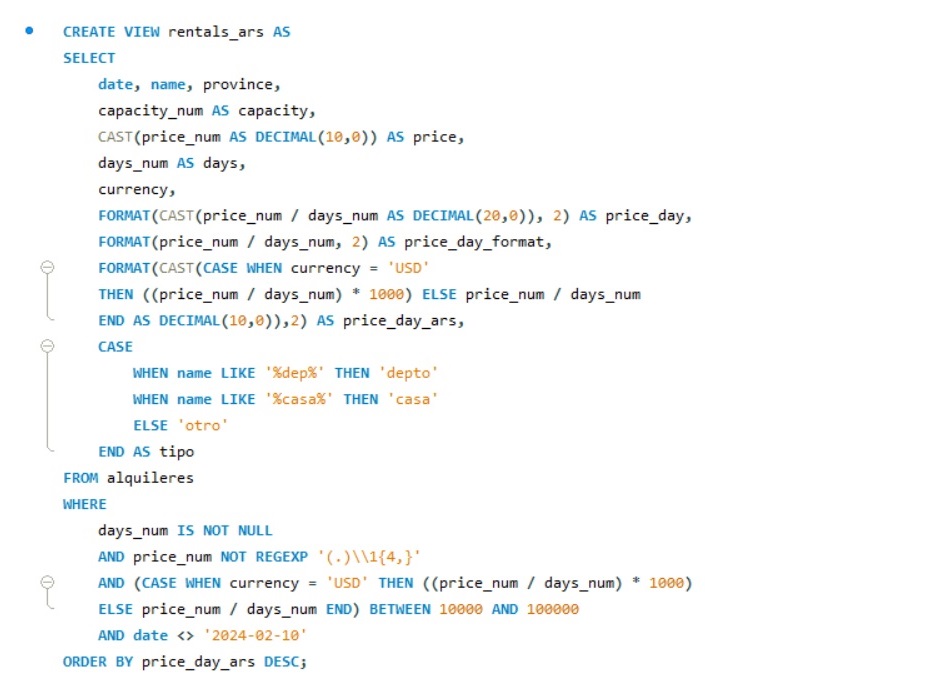 CREATE VIEW rentals_ars AS
SELECT
date, name, province,
capacity_num AS capacity,
CAST(price_num AS DECIMAL(10,0)) AS price,
days_num AS days,
currency,
FORMAT(CAST(price_num / days_num AS DECIMAL(20,0)), 2) AS price_day,
FORMAT(price_num / days_num, 2) AS price_day_format,
FORMAT(CAST(CASE WHEN currency = 'USD'
THEN ((price_num / days_num) * 1000) ELSE price_num / days_num
END AS DECIMAL(10,0)),2) AS price_day_ars,
CASE
WHEN name LIKE '%dep%' THEN 'depto'
WHEN name LIKE '%casa%' THEN 'casa'
ELSE 'otro'
END AS tipo
FROM alquileres
WHERE
days_num IS NOT NULL
AND price_num NOT REGEXP '(.)\\1{4,}'
AND (CASE WHEN currency = 'USD' THEN ((price_num / days_num) * 1000)
ELSE price_num / days_num END) BETWEEN 10000 AND 100000
AND date <> '2024-02-10'
ORDER BY price_day_ars DESC;